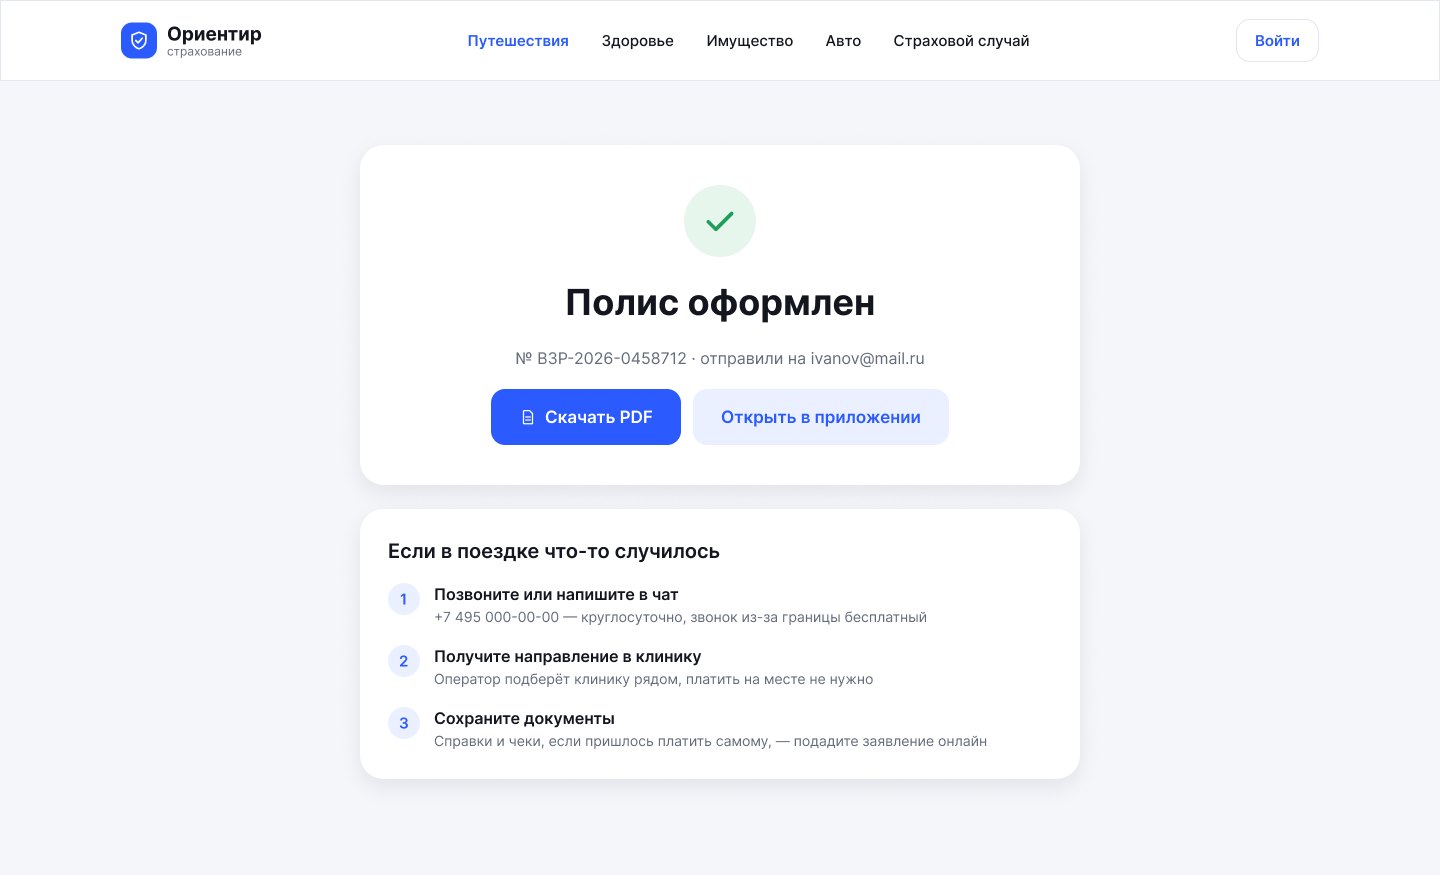 Ориентир
страхование
Путешествия
Здоровье
Имущество
Авто
Страховой случай
Войти
Полис оформлен
№ ВЗР-2026-0458712 · отправили на ivanov@mail.ru
Скачать PDF
Открыть в приложении
Если в поездке что-то случилось
1
Позвоните или напишите в чат
+7 495 000-00-00 — круглосуточно, звонок из-за границы бесплатный
2
Получите направление в клинику
Оператор подберёт клинику рядом, платить на месте не нужно
3
Сохраните документы
Справки и чеки, если пришлось платить самому, — подадите заявление онлайн